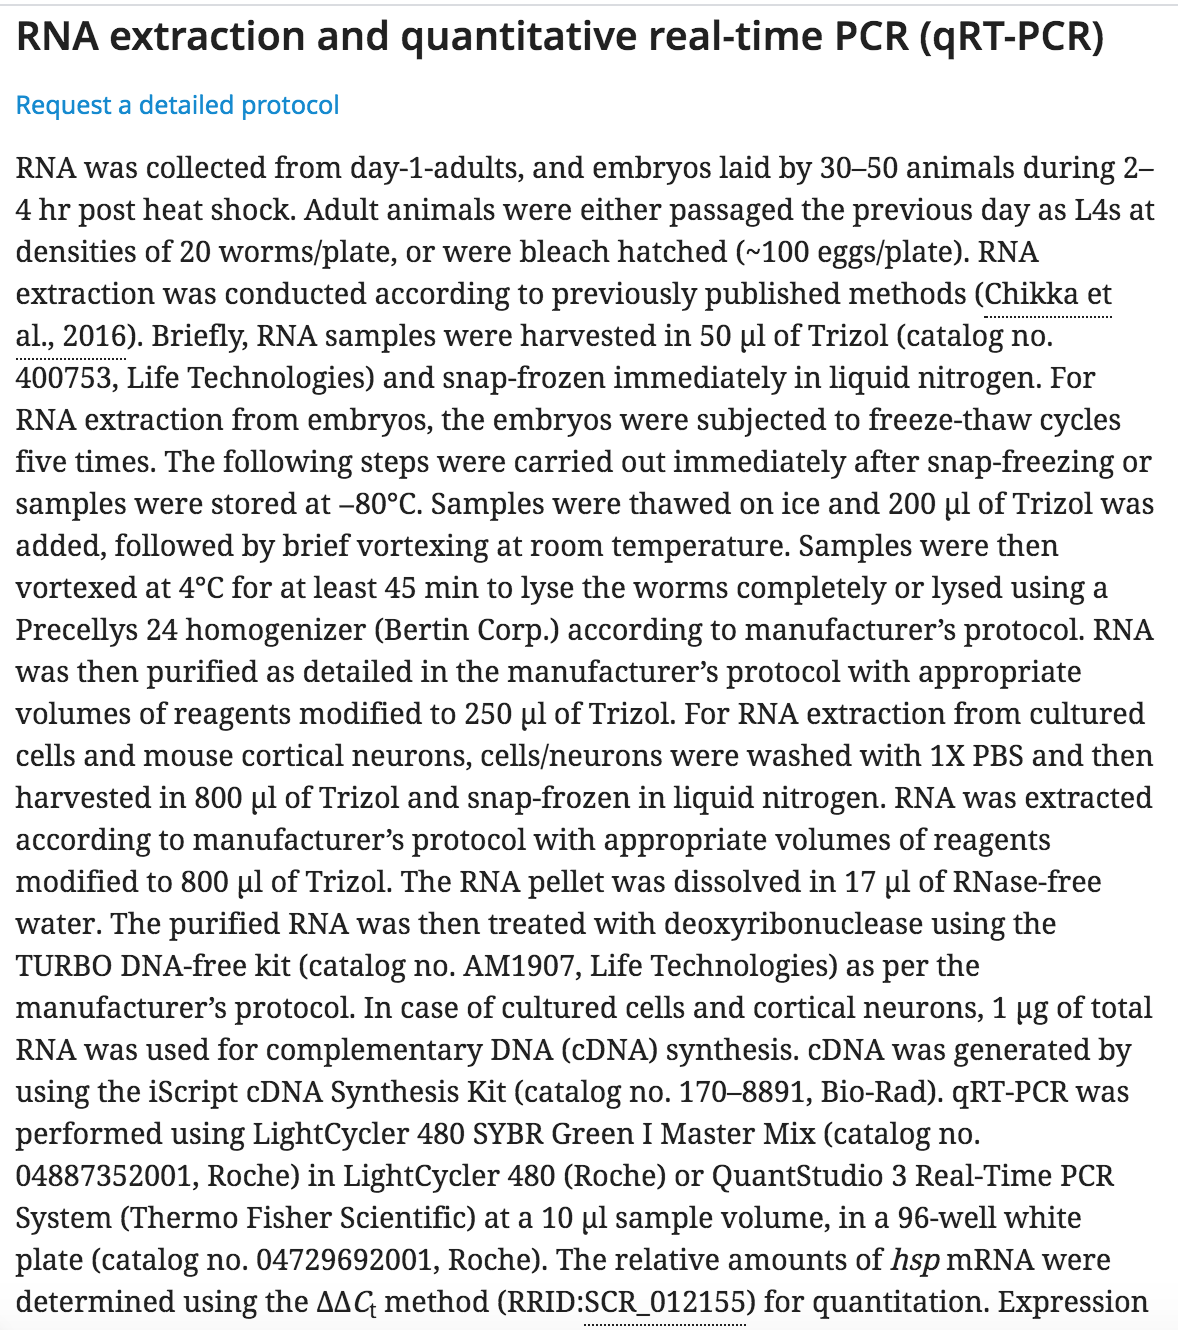 RNA extraction and quantitative real-time PCR (qRT-PCR)
Request a detailed protocol
RNA was collected from day-1-adults, and embryos laid by 30–50 animals during 2–
4 hr post heat shock. Adult animals were either passaged the previous day as L4s at
densities of 20 worms/plate, or were bleach hatched (~100 eggs/plate). RNA
extraction was conducted according to previously published methods (Chikka et
al., 2016). Briefly, RNA samples were harvested in 50 μl of Trizol (catalog no.
400753, Life Technologies) and snap-frozen immediately in liquid nitrogen. For
RNA extraction from embryos, the embryos were subjected to freeze-thaw cycles
five times. The following steps were carried out immediately after snap-freezing or
samples were stored at –80°C. Samples were thawed on ice and 200 μl of Trizol was
added, followed by brief vortexing at room temperature. Samples were then
vortexed at 4°C for at least 45 min to lyse the worms completely or lysed using a
Precellys 24 homogenizer (Bertin Corp.) according to manufacturer’s protocol. RNA
was then purified as detailed in the manufacturer’s protocol with appropriate
volumes of reagents modified to 250 μl of Trizol. For RNA extraction from cultured
cells and mouse cortical neurons, cells/neurons were washed with 1X PBS and then
harvested in 800 μl of Trizol and snap-frozen in liquid nitrogen. RNA was extracted
according to manufacturer’s protocol with appropriate volumes of reagents
modified to 800 μl of Trizol. The RNA pellet was dissolved in 17 μl of RNase-free
water. The purified RNA was then treated with deoxyribonuclease using the
TURBO DNA-free kit (catalog no. AM1907, Life Technologies) as per the
manufacturer’s protocol. In case of cultured cells and cortical neurons, 1 μg of total
RNA was used for complementary DNA (cDNA) synthesis. cDNA was generated by
using the iScript cDNA Synthesis Kit (catalog no. 170–8891, Bio-Rad). qRT-PCR was
performed using LightCycler 480 SYBR Green I Master Mix (catalog no.
04887352001, Roche) in LightCycler 480 (Roche) or QuantStudio 3 Real-Time PCR
System (Thermo Fisher Scientific) at a 10 μl sample volume, in a 96-well white
plate (catalog no. 04729692001, Roche). The relative amounts of hsp mRNA were
determined using the ΔΔCt method (RRID:SCR_012155) for quantitation. Expression